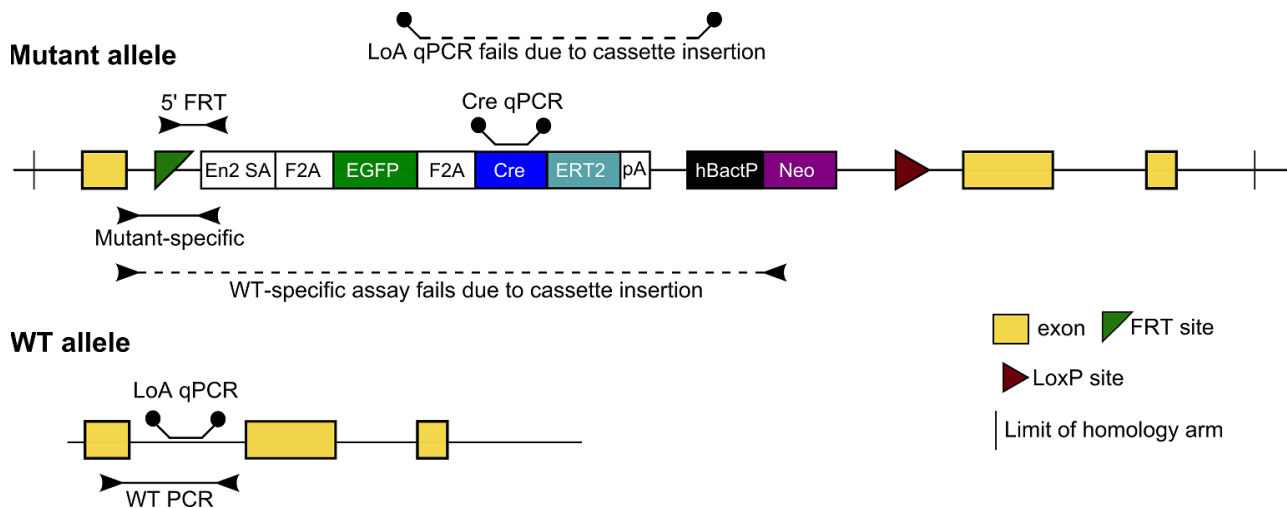 LoA qPCR fails due to cassette insertion
Mutant allele
5' FRT
Cre qPCR
En2 SA F2A EGFP F2A Cre ERT2 pA hBactP Neo
Mutant-specific
WT-specific assay fails due to cassette insertion
WT allele
LoA qPCR
WT PCR
exon FRT site
LoxP site
Limit of homology arm